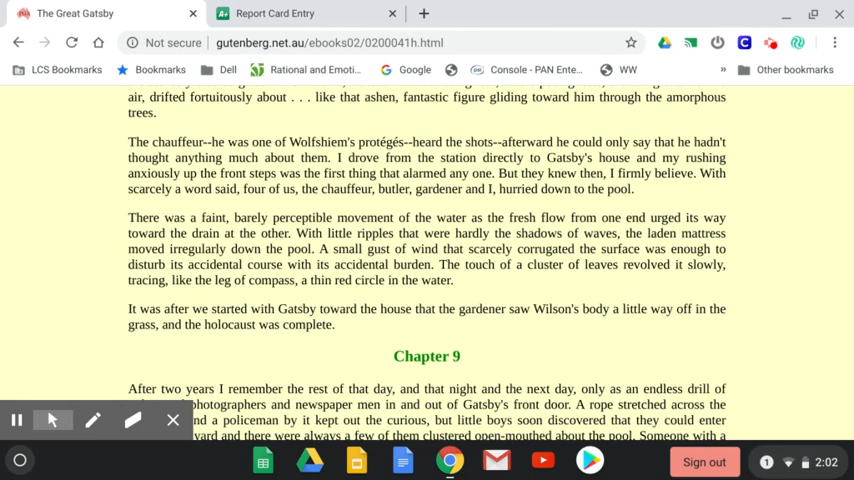 The Great Gatsby
Report Card Entry
Not secure gutenberg.net.au/ebooks02/0200041h.html
LCS Bookmarks Bookmarks Dell Rational and Emoti... Google Console - PAN Ente... WW » Other bookmarks
air, drifted fortuitously about . . . like that ashen, fantastic figure gliding toward him through the amorphous
trees.
The chauffeur--he was one of Wolfshiem's protégés--heard the shots--afterward he could only say that he hadn't
thought anything much about them. I drove from the station directly to Gatsby's house and my rushing
anxiously up the front steps was the first thing that alarmed any one. But they knew then, I firmly believe. With
scarcely a word said, four of us, the chauffeur, butler, gardener and I, hurried down to the pool.
There was a faint, barely perceptible movement of the water as the fresh flow from one end urged its way
toward the drain at the other. With little ripples that were hardly the shadows of waves, the laden mattress
moved irregularly down the pool. A small gust of wind that scarcely corrugated the surface was enough to
disturb its accidental course with its accidental burden. The touch of a cluster of leaves revolved it slowly,
tracing, like the leg of compass, a thin red circle in the water.
It was after we started with Gatsby toward the house that the gardener saw Wilson's body a little way off in the
grass, and the holocaust was complete.
Chapter 9
After two years I remember the rest of that day, and that night and the next day, only as an endless drill of
photographers and newspaper men in and out of Gatsby's front door. A rope stretched across the
and a policeman by it kept out the curious, but little boys soon discovered that they could enter
yard and there were always a few of them clustered open-mouthed about the pool. Someone with a
Sign out
1
2:02